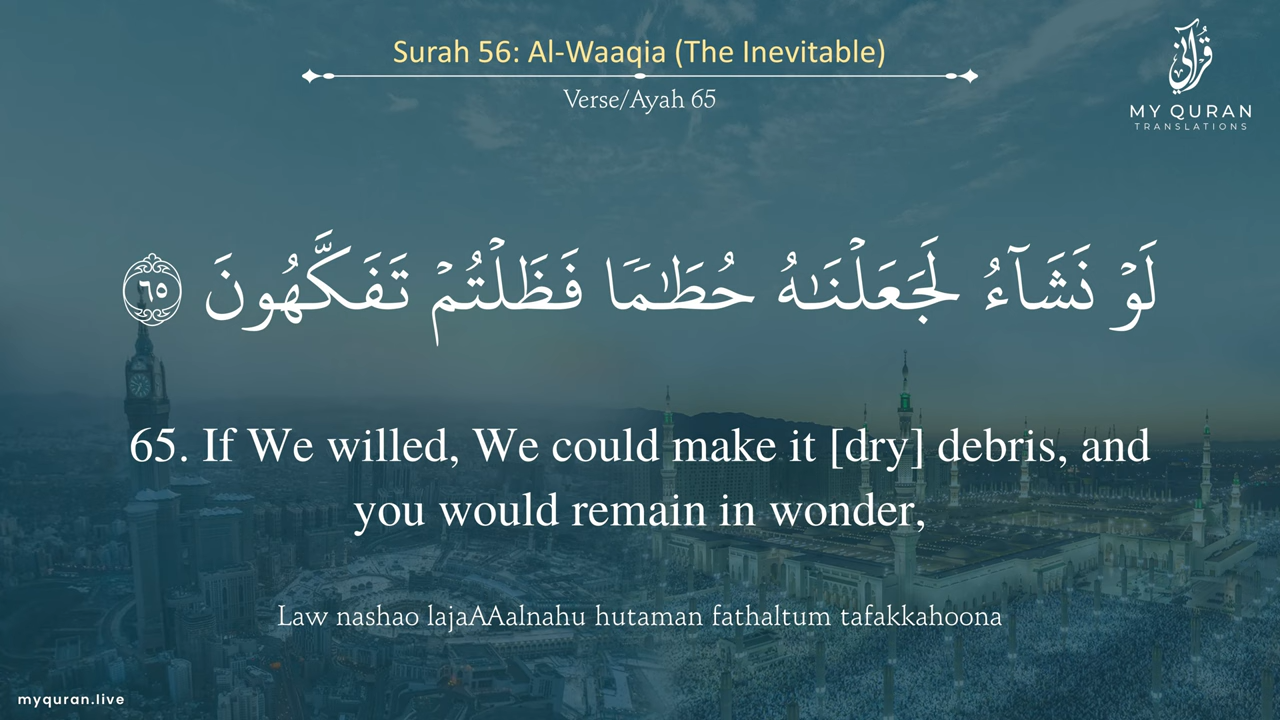 Surah 56: Al-Waaqia (The Inevitable)
Verse/Ayah 65
قرآني
MY QURAN
TRANSLATIONS
لَوْ نَشَآءُ لَجَعَلْنَٰهُ حُطَٰمًا فَظَلْتُمْ تَفَكَّهُونَ ٦٥
65. If We willed, We could make it [dry] debris, and
you would remain in wonder,
Law nashao lajaAAalnahu hutaman fathaltum tafakkahoona
myquran.live